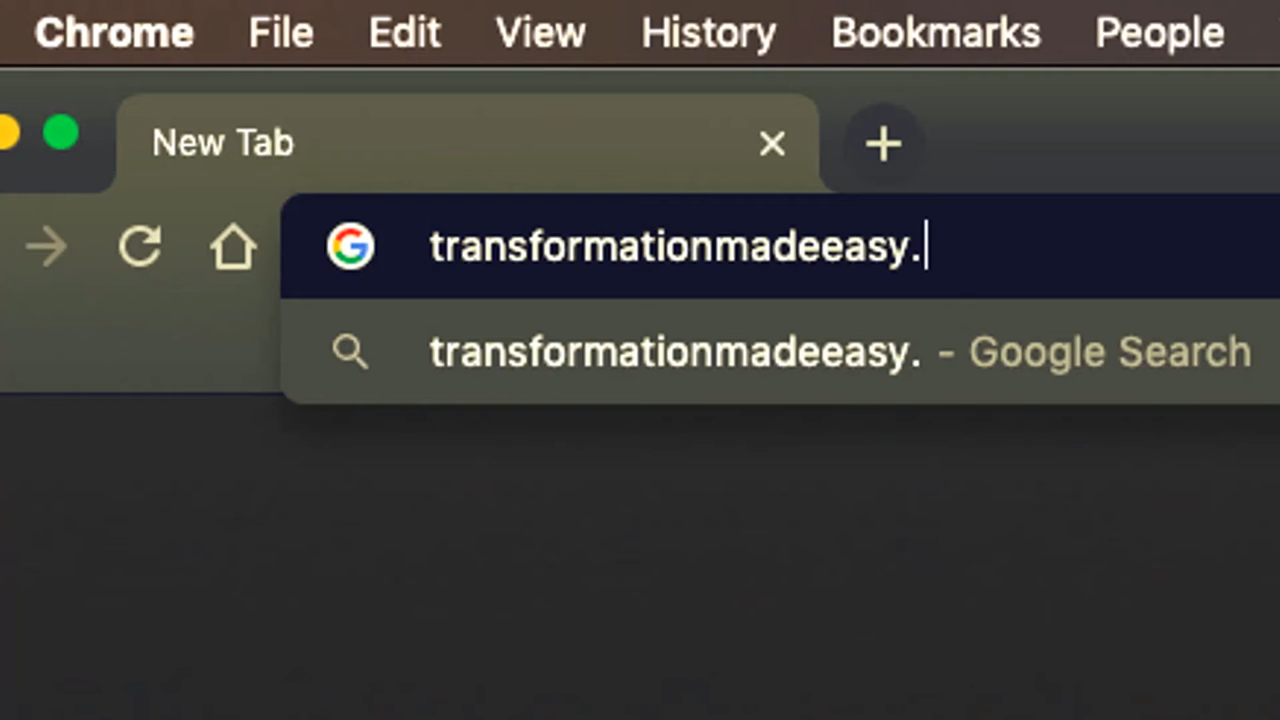 Chrome File Edit View History Bookmarks People
New Tab
transformationmadeeasy.
transformationmadeeasy. - Google Search